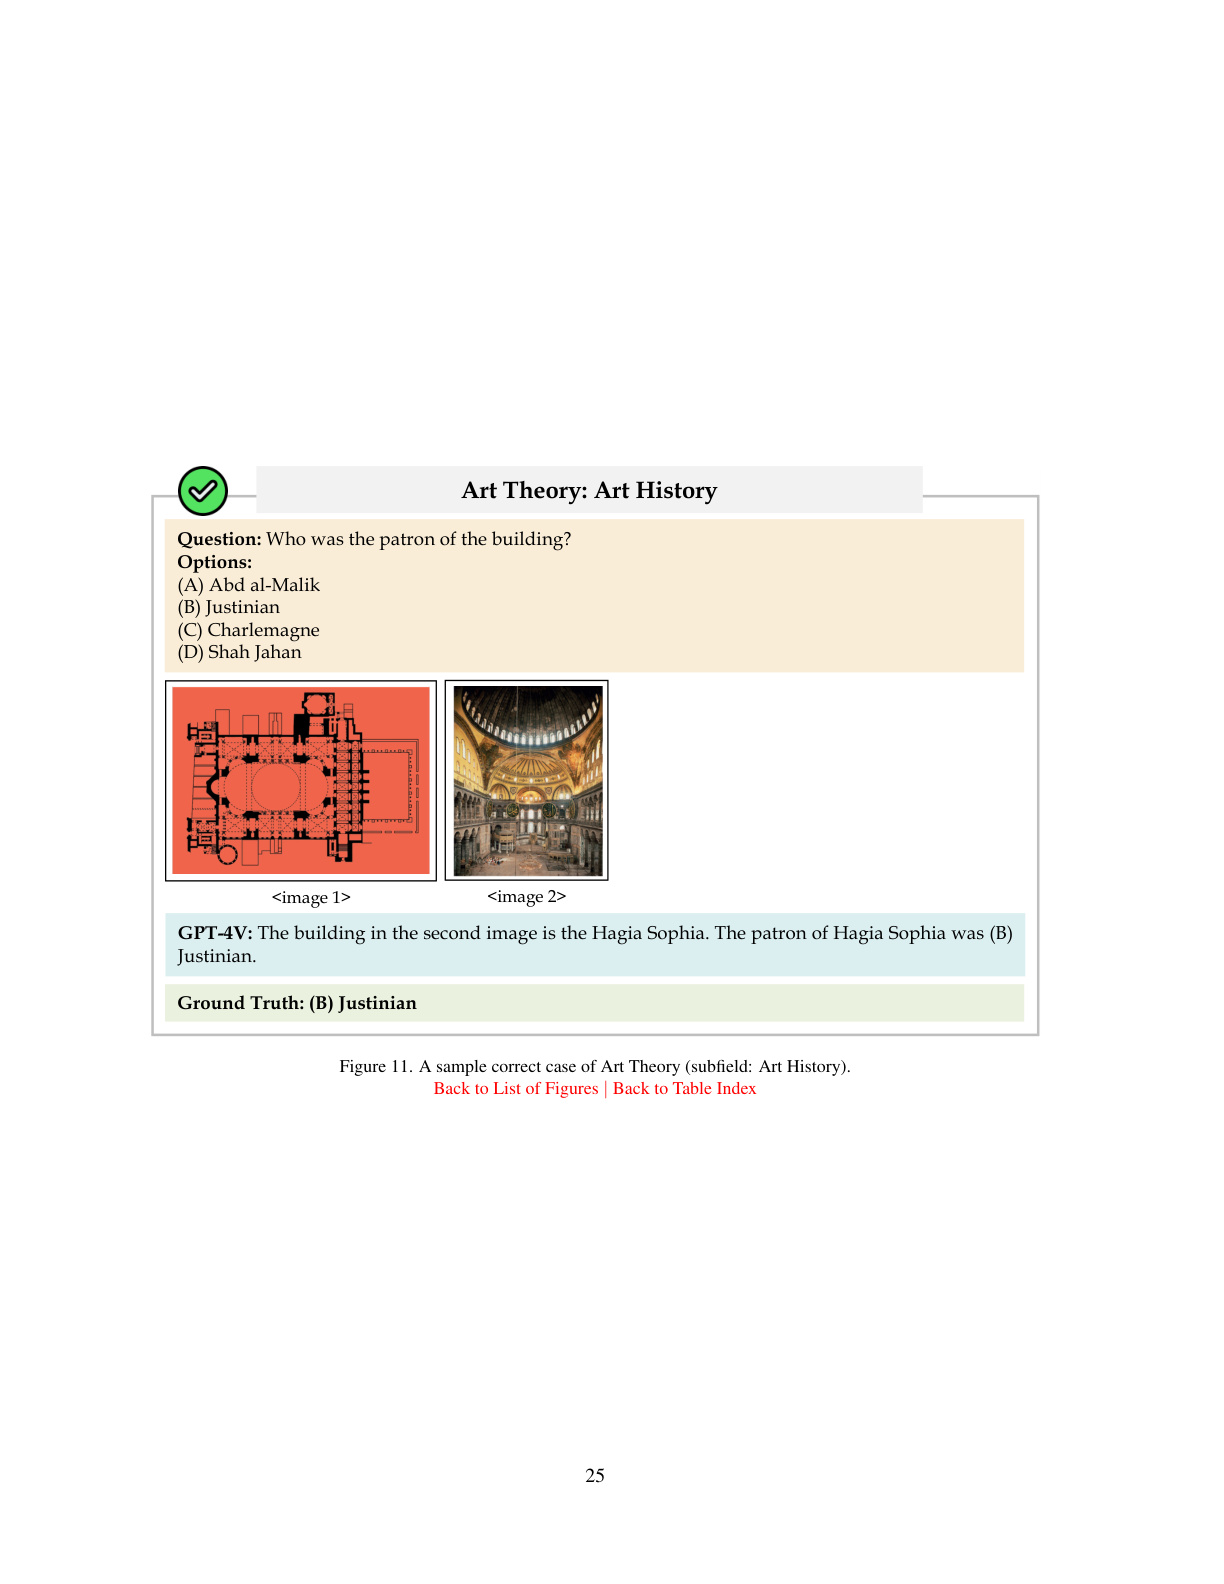 Art Theory: Art History
Question: Who was the patron of the building?
Options:
(A) Abd al-Malik
(B) Justinian
(C) Charlemagne
(D) Shah Jahan
<image 1>
<image 2>
GPT-4V: The building in the second image is the Hagia Sophia. The patron of Hagia Sophia was (B)
Justinian.
Ground Truth: (B) Justinian
Figure 11. A sample correct case of Art Theory (subfield: Art History).
Back to List of Figures | Back to Table Index
25